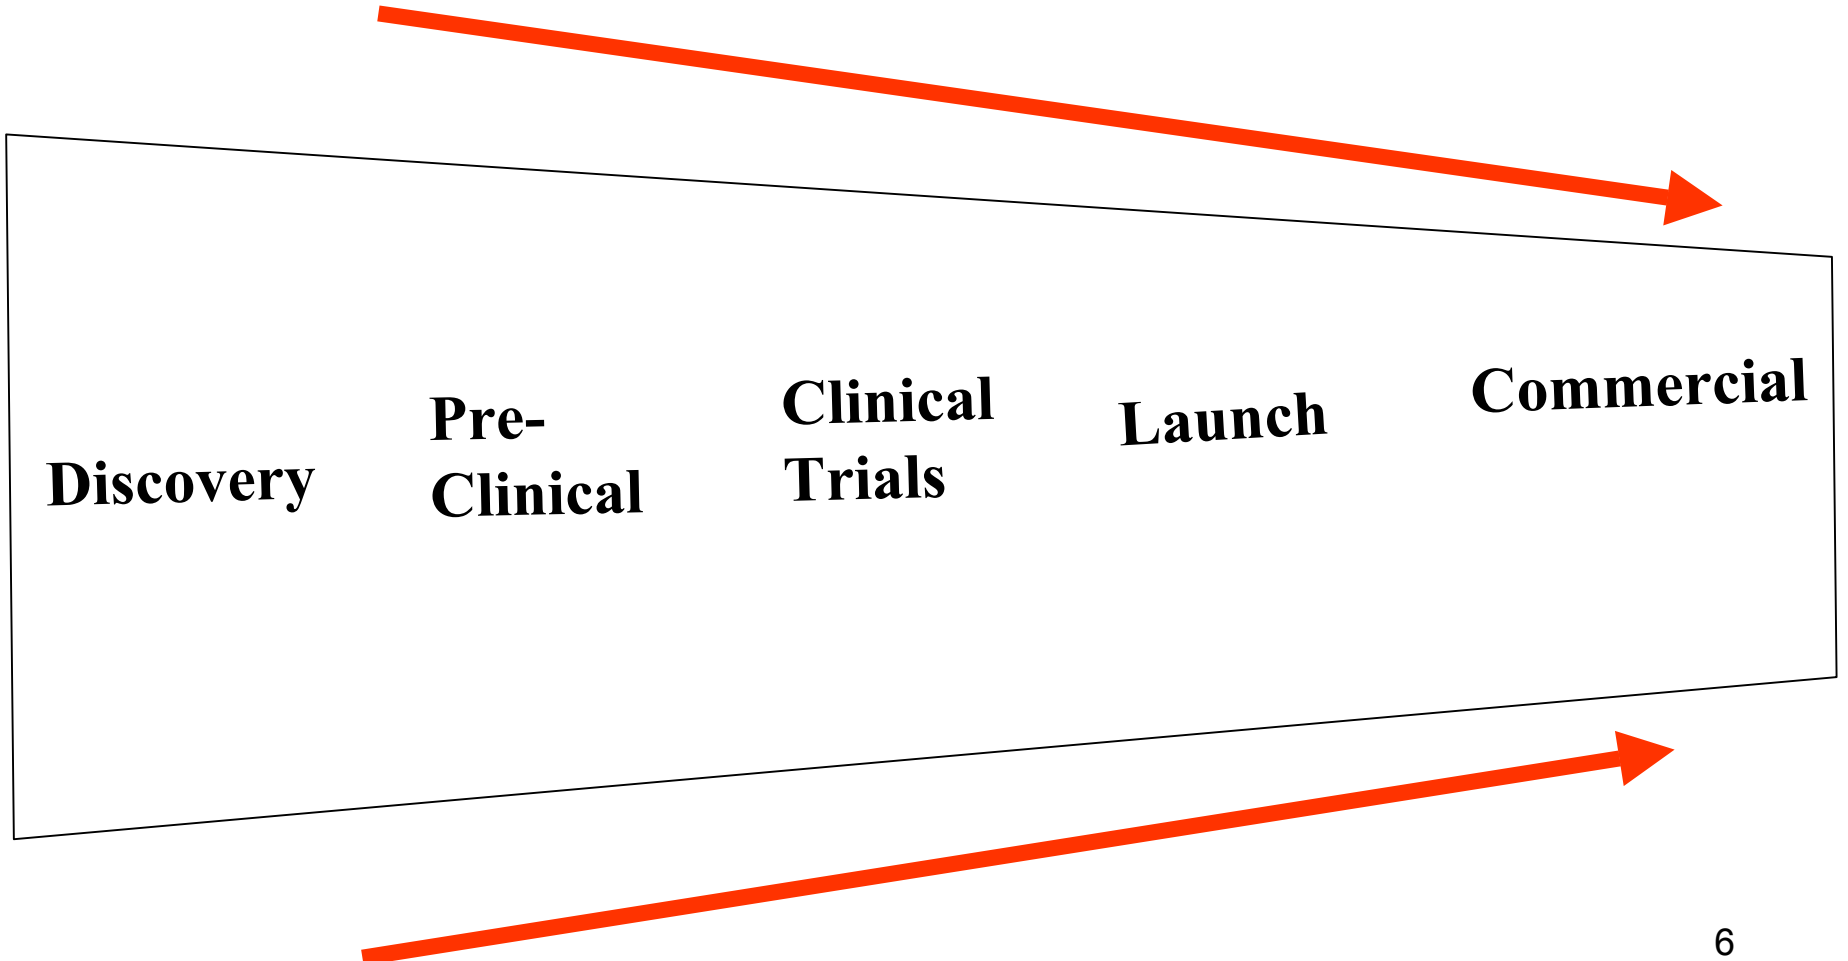 Discovery
Pre-
Clinical
Clinical
Trials
Launch
Commercial
6